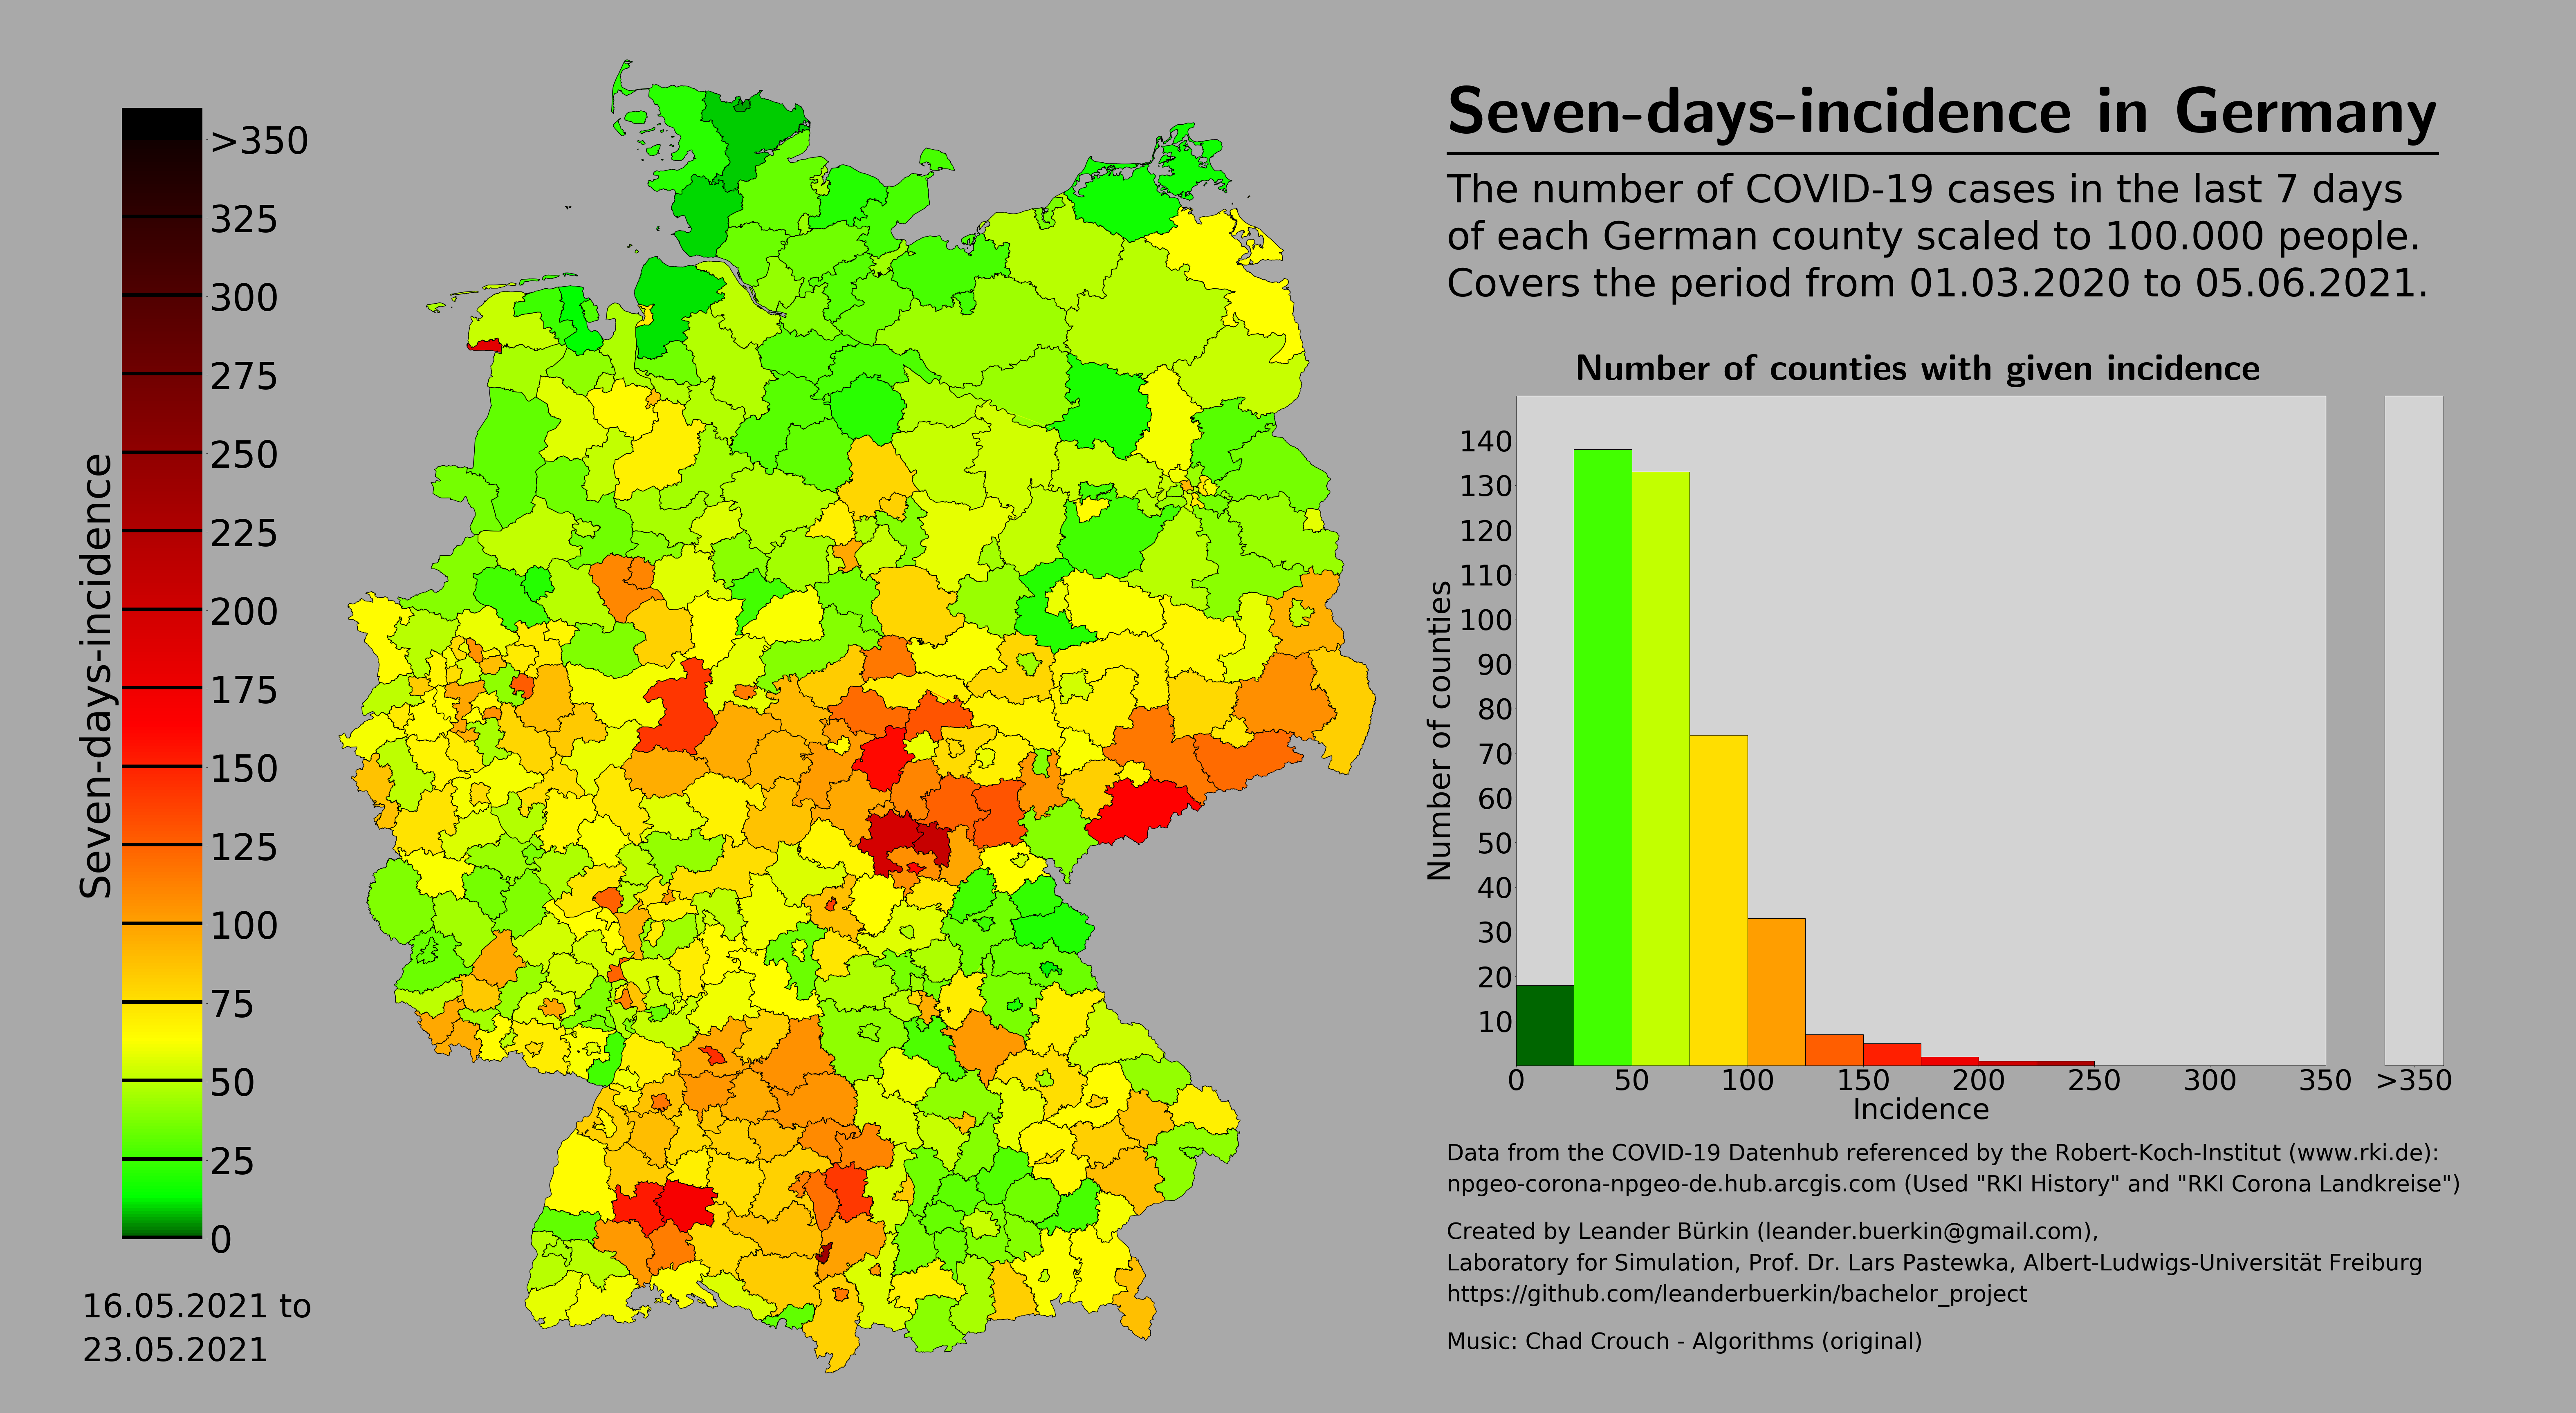 Seven-days-incidence
>350
325
300
275
250
225
200
175
150
125
100
75
50
25
0
16.05.2021 to
23.05.2021
Seven-days-incidence in Germany
The number of COVID-19 cases in the last 7 days
of each German county scaled to 100.000 people.
Covers the period from 01.03.2020 to 05.06.2021.
Number of counties with given incidence
Number of counties
140
130
120
110
100
90
80
70
60
50
40
30
20
10
0 50 100 150 200 250 300 350 >350
Incidence
Data from the COVID-19 Datenhub referenced by the Robert-Koch-Institut (www.rki.de):
npgeo-corona-npgeo-de.hub.arcgis.com (Used "RKI History" and "RKI Corona Landkreise")
Created by Leander Bürkin (leander.buerkin@gmail.com),
Laboratory for Simulation, Prof. Dr. Lars Pastewka, Albert-Ludwigs-Universität Freiburg
https://github.com/leanderbuerkin/bachelor_project
Music: Chad Crouch - Algorithms (original)